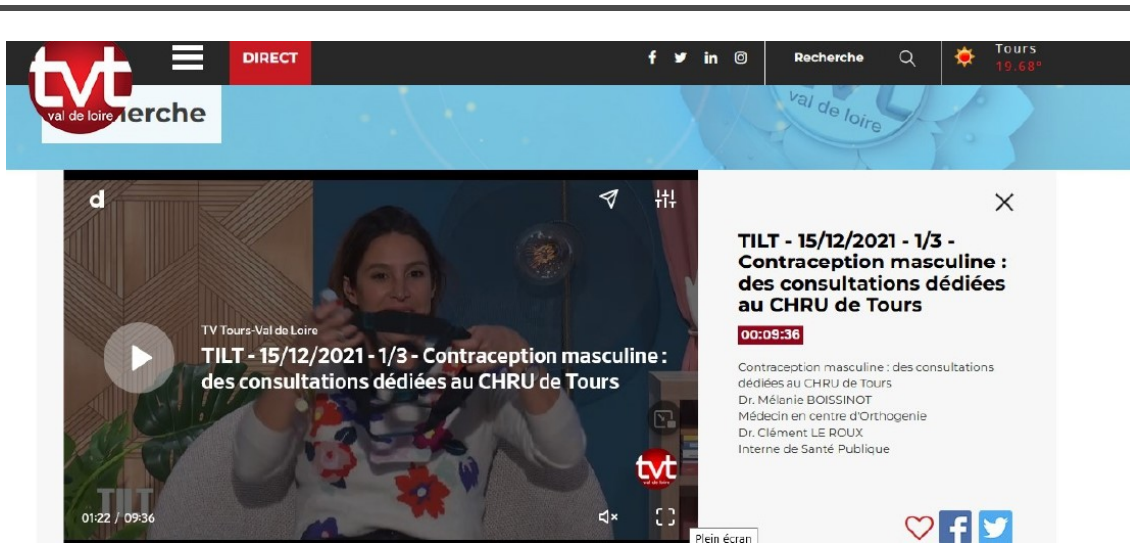 tvt
val de loire
DIRECT
Recherche
Tours
19.68°
erche
val de loire
d
TV Tours-Val de Loire
TILT - 15/12/2021 - 1/3 - Contraception masculine :
des consultations dédiées au CHRU de Tours
TILT
tvt
val de loire
01:22 / 09:36
Plein écran
TILT - 15/12/2021 - 1/3 -
Contraception masculine :
des consultations dédiées
au CHRU de Tours
00:09:36
Contraception masculine : des consultations
dédiées au CHRU de Tours
Dr. Mélanie BOISSINOT
Médecin en centre d'Orthogenie
Dr. Clément LE ROUX
Interne de Santé Publique